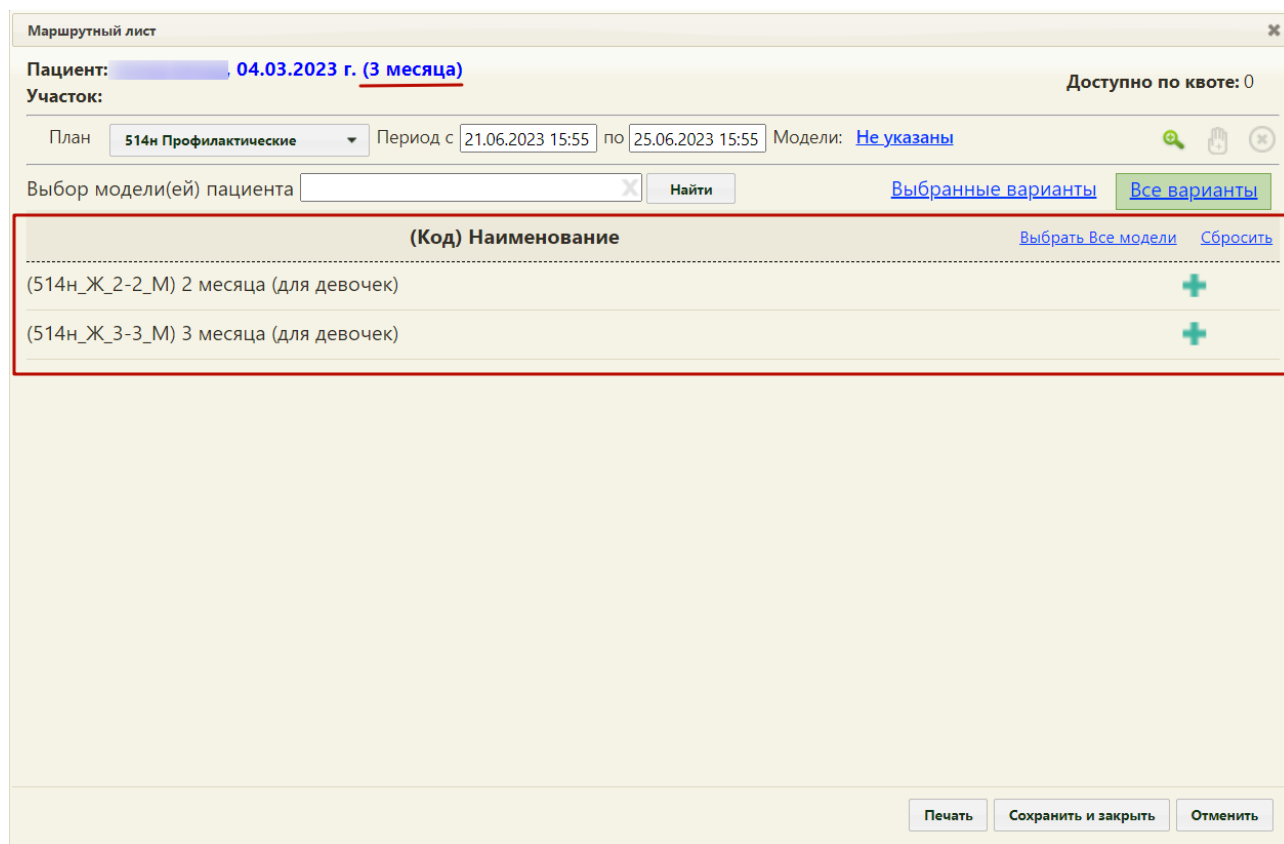 Маршрутный лист
Пациент: , 04.03.2023 г. (3 месяца)
Участок:
Доступно по квоте: 0
План 514н Профилактические Период с 21.06.2023 15:55 по 25.06.2023 15:55 Модели: Не указаны
Выбор модели(ей) пациента Найти Выбранные варианты Все варианты
(Код) Наименование Выбрать Все модели Сбросить
(514н_Ж_2-2_М) 2 месяца (для девочек)
(514н_Ж_3-3_М) 3 месяца (для девочек)
Печать Сохранить и закрыть Отменить